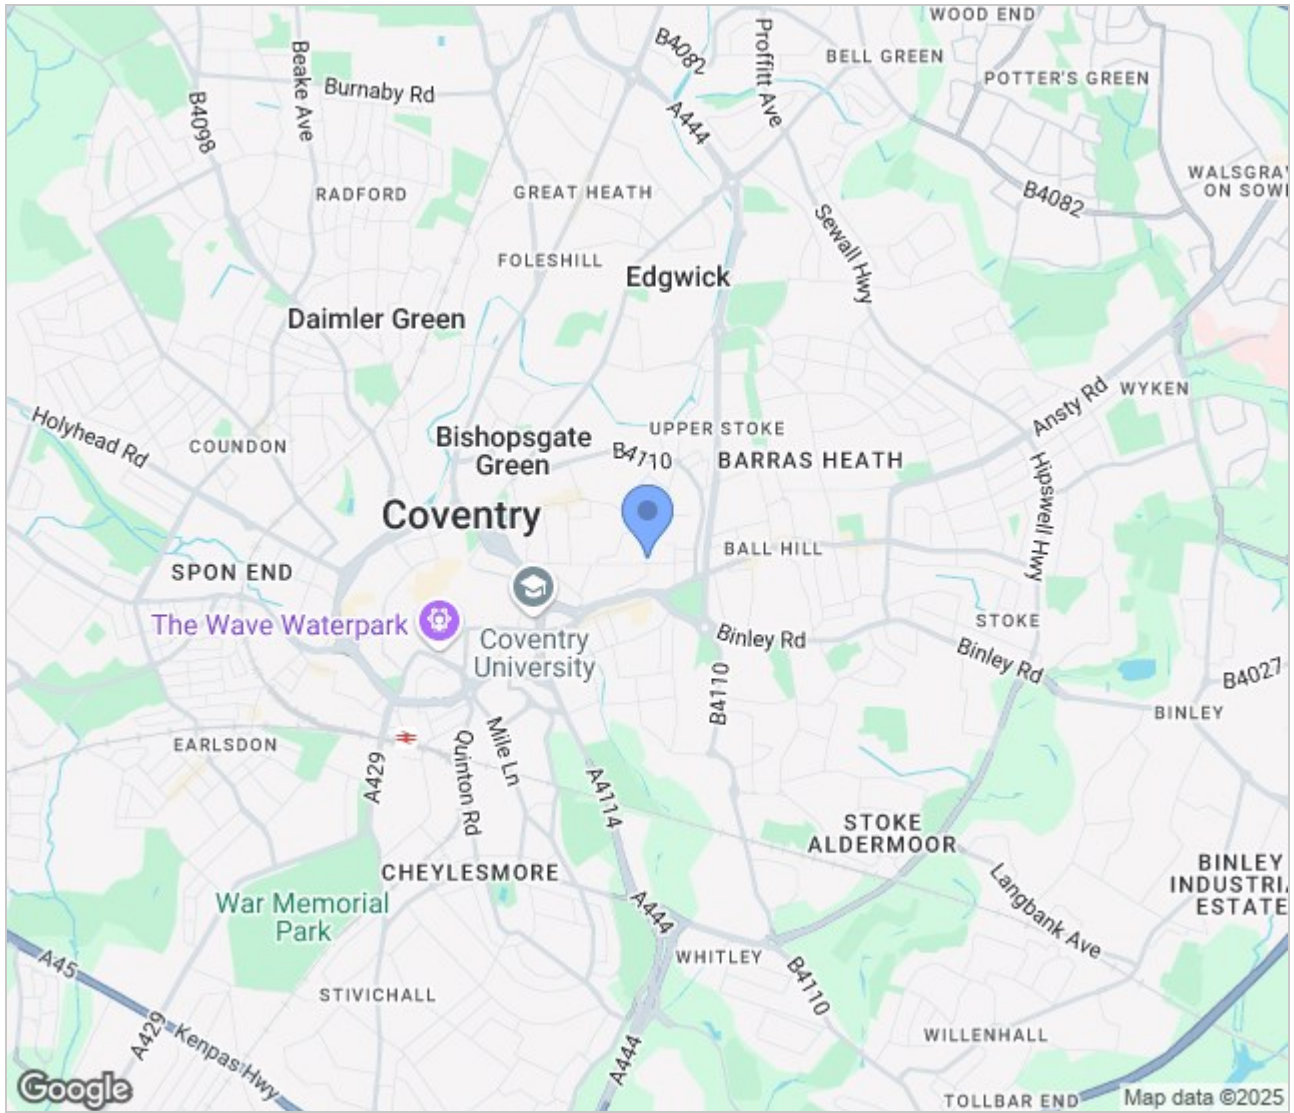 WOOD END
B4082
Proffitt Ave
BELL GREEN
POTTER'S GREEN
Beake Ave
Burnaby Rd
B4098
A444
WALSGRAV
ON SOW
B4082
RADFORD
GREAT HEATH
Sewall Hwy
FOLESHILL
Edgwick
Daimler Green
WYKEN
Ansty Rd
Holyhead Rd
COUNDON
Bishopsgate
Green
UPPER STOKE
B4110
BARRAS HEATH
Hipswell Hwy
Coventry
BALL HILL
SPON END
The Wave Waterpark
Coventry
University
STOKE
Binley Rd
Binley Rd
B4027
B4110
BINLEY
EARLSDON
A429
Quinton Rd
Mile Ln
A4114
STOKE
ALDERMOOR
CHEYLESMORE
Langbank Ave
BINLEY
INDUSTRIA
ESTATE
War Memorial
Park
A444
WHITLEY
A45
B4110
STIVICHALL
A429
Kenpas Hwy
WILLENHALL
A444
TOLLBAR END
Google
Map data ©2025